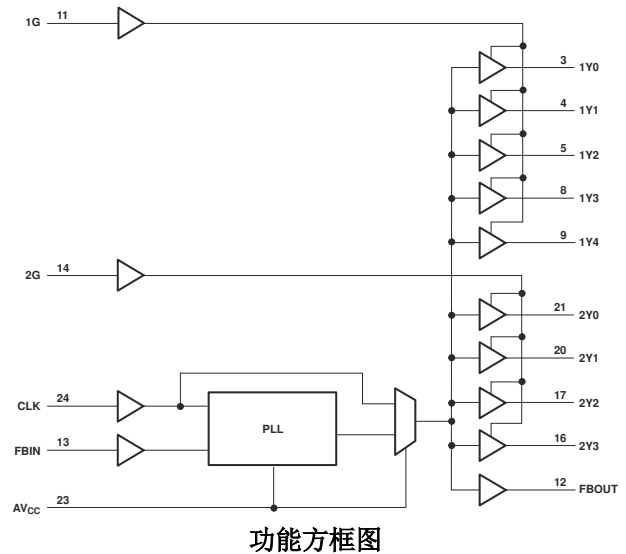 1G 11
3 1Y0
4 1Y1
5 1Y2
8 1Y3
9 1Y4
2G 14
21 2Y0
20 2Y1
17 2Y2
16 2Y3
12 FBOUT
CLK 24
FBIN 13
PLL
AVCC 23
功能方框图